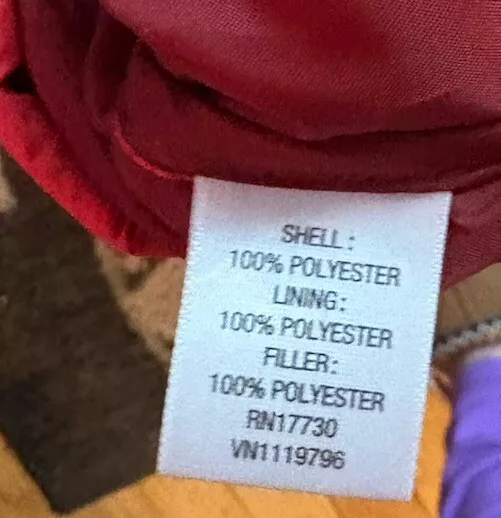 SHELL:
100% POLYESTER
LINING:
100% POLYESTER
FILLER:
100% POLYESTER
RN17730
VN1119796